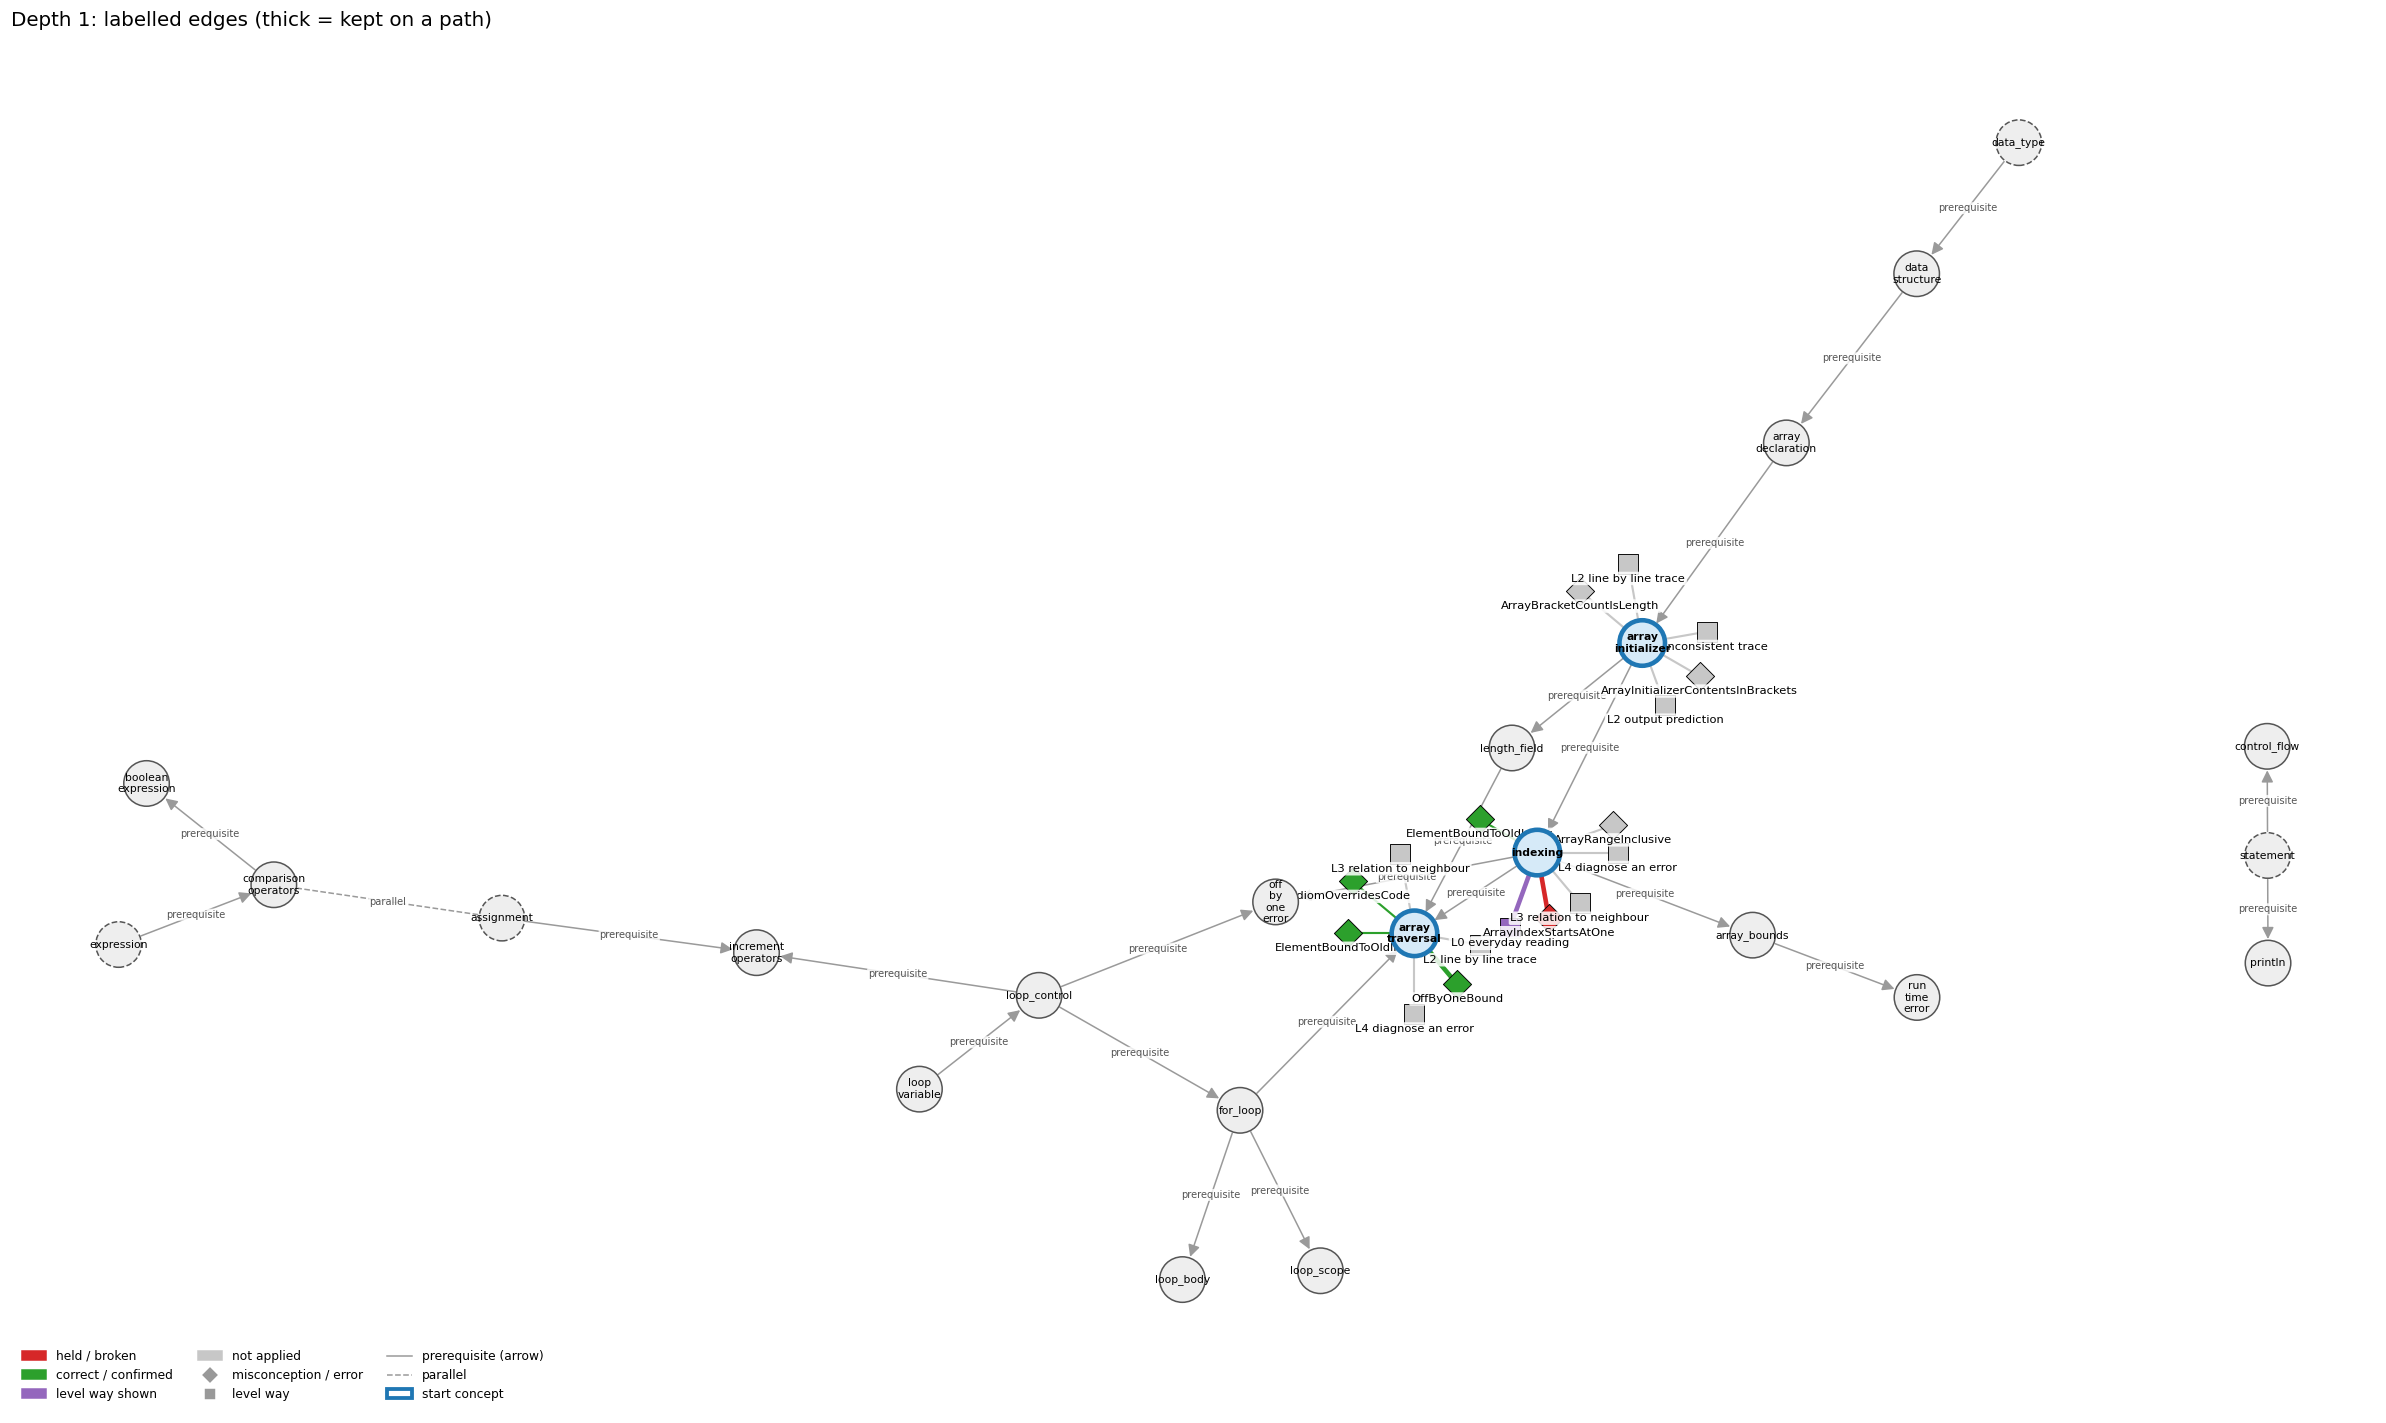 Depth 1: labelled edges (thick = kept on a path)
data_type
prerequisite
data
structure
prerequisite
array
declaration
prerequisite
L2 line by line trace
ArrayBracketCountIsLength
array
initializer
nconsistent trace
ArrayInitializerContentsInBrackets
prerequisite
L2 output prediction
length_field
prerequisite
control_flow
boolean
expression
prerequisite
prerequisite
ElementBoundToOldI
ArrayRangeInclusive
prerequisite
indexing
statement
L3 relation to neighbour
L4 diagnose an error
prerequisite
comparison
operators
parallel
prerequisite
prerequisite
diomOverridesCode
off
by
one
error
prerequisite
prerequisite
assignment
L3 relation to neighbour
prerequisite
array
traversal
ArrayIndexStartsAtOne
array_bounds
prerequisite
expression
increment
operators
prerequisite
ElementBoundToOldI
L0 everyday reading
L2 line by line trace
prerequisite
println
prerequisite
loop_control
OffByOneBound
run
time
error
prerequisite
L4 diagnose an error
prerequisite
prerequisite
loop
variable
for_loop
prerequisite
prerequisite
loop_body
loop_scope
held / broken
correct / confirmed
level way shown
not applied
misconception / error
level way
prerequisite (arrow)
parallel
start concept